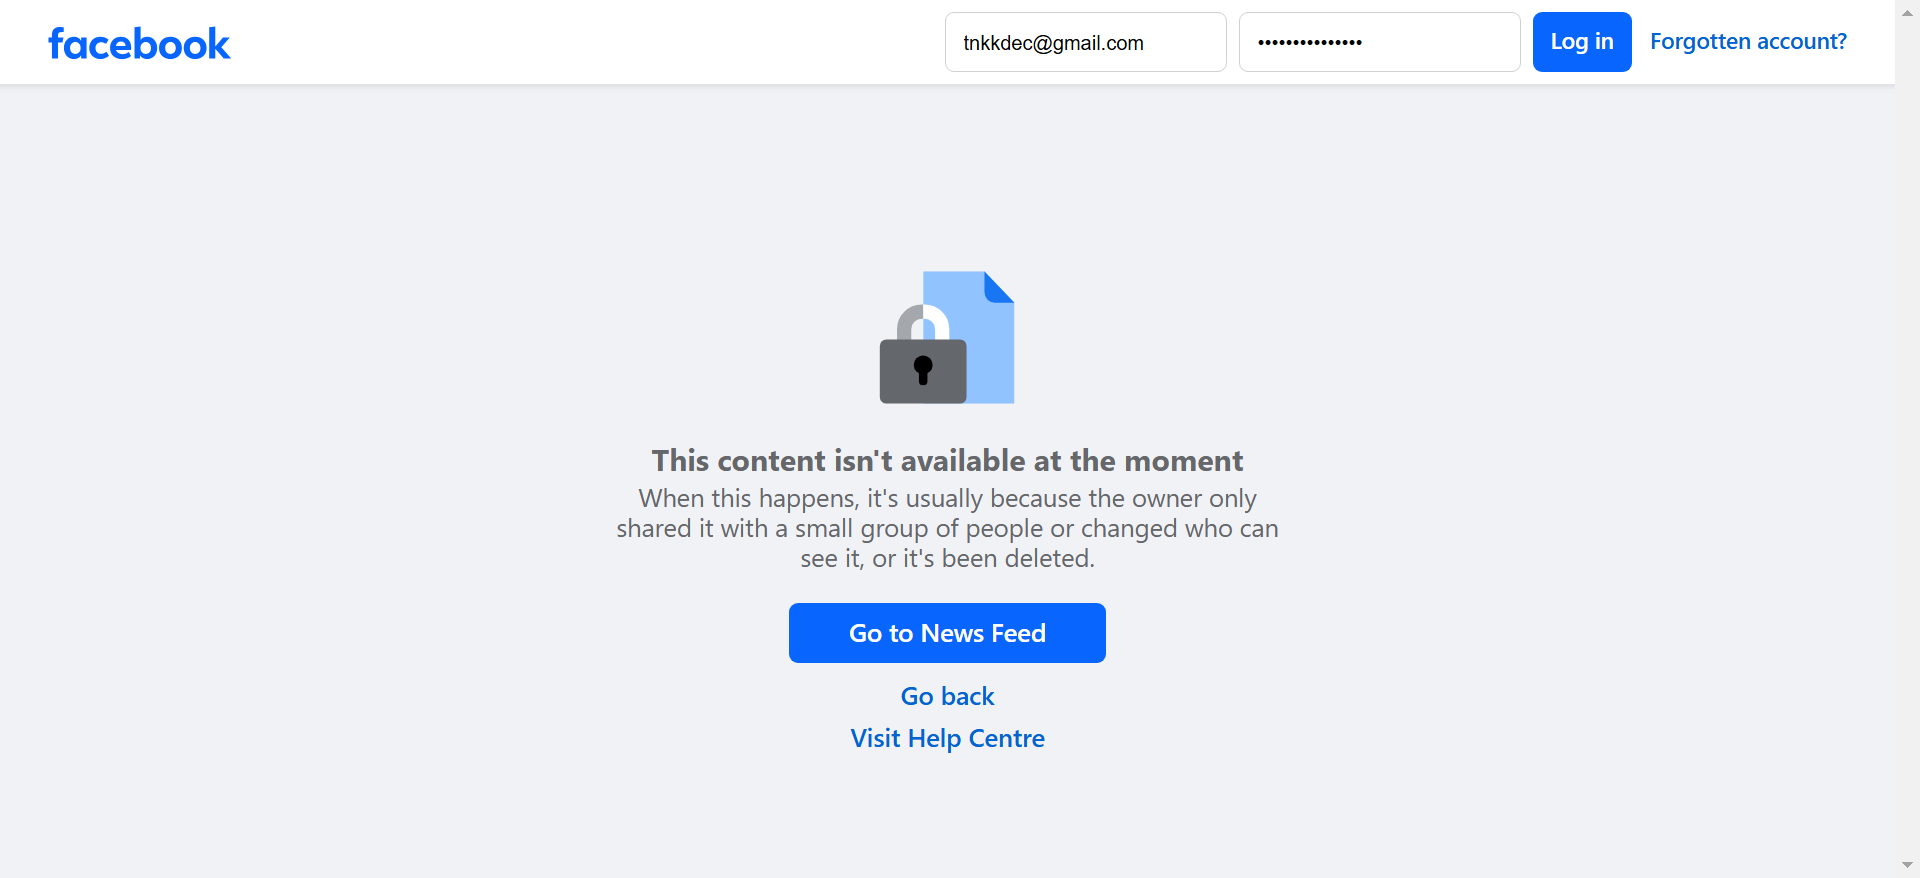 facebook
tnkkdec@gmail.com
•••••••••••••••
Log in
Forgotten account?
This content isn't available at the moment
When this happens, it's usually because the owner only
shared it with a small group of people or changed who can
see it, or it's been deleted.
Go to News Feed
Go back
Visit Help Centre